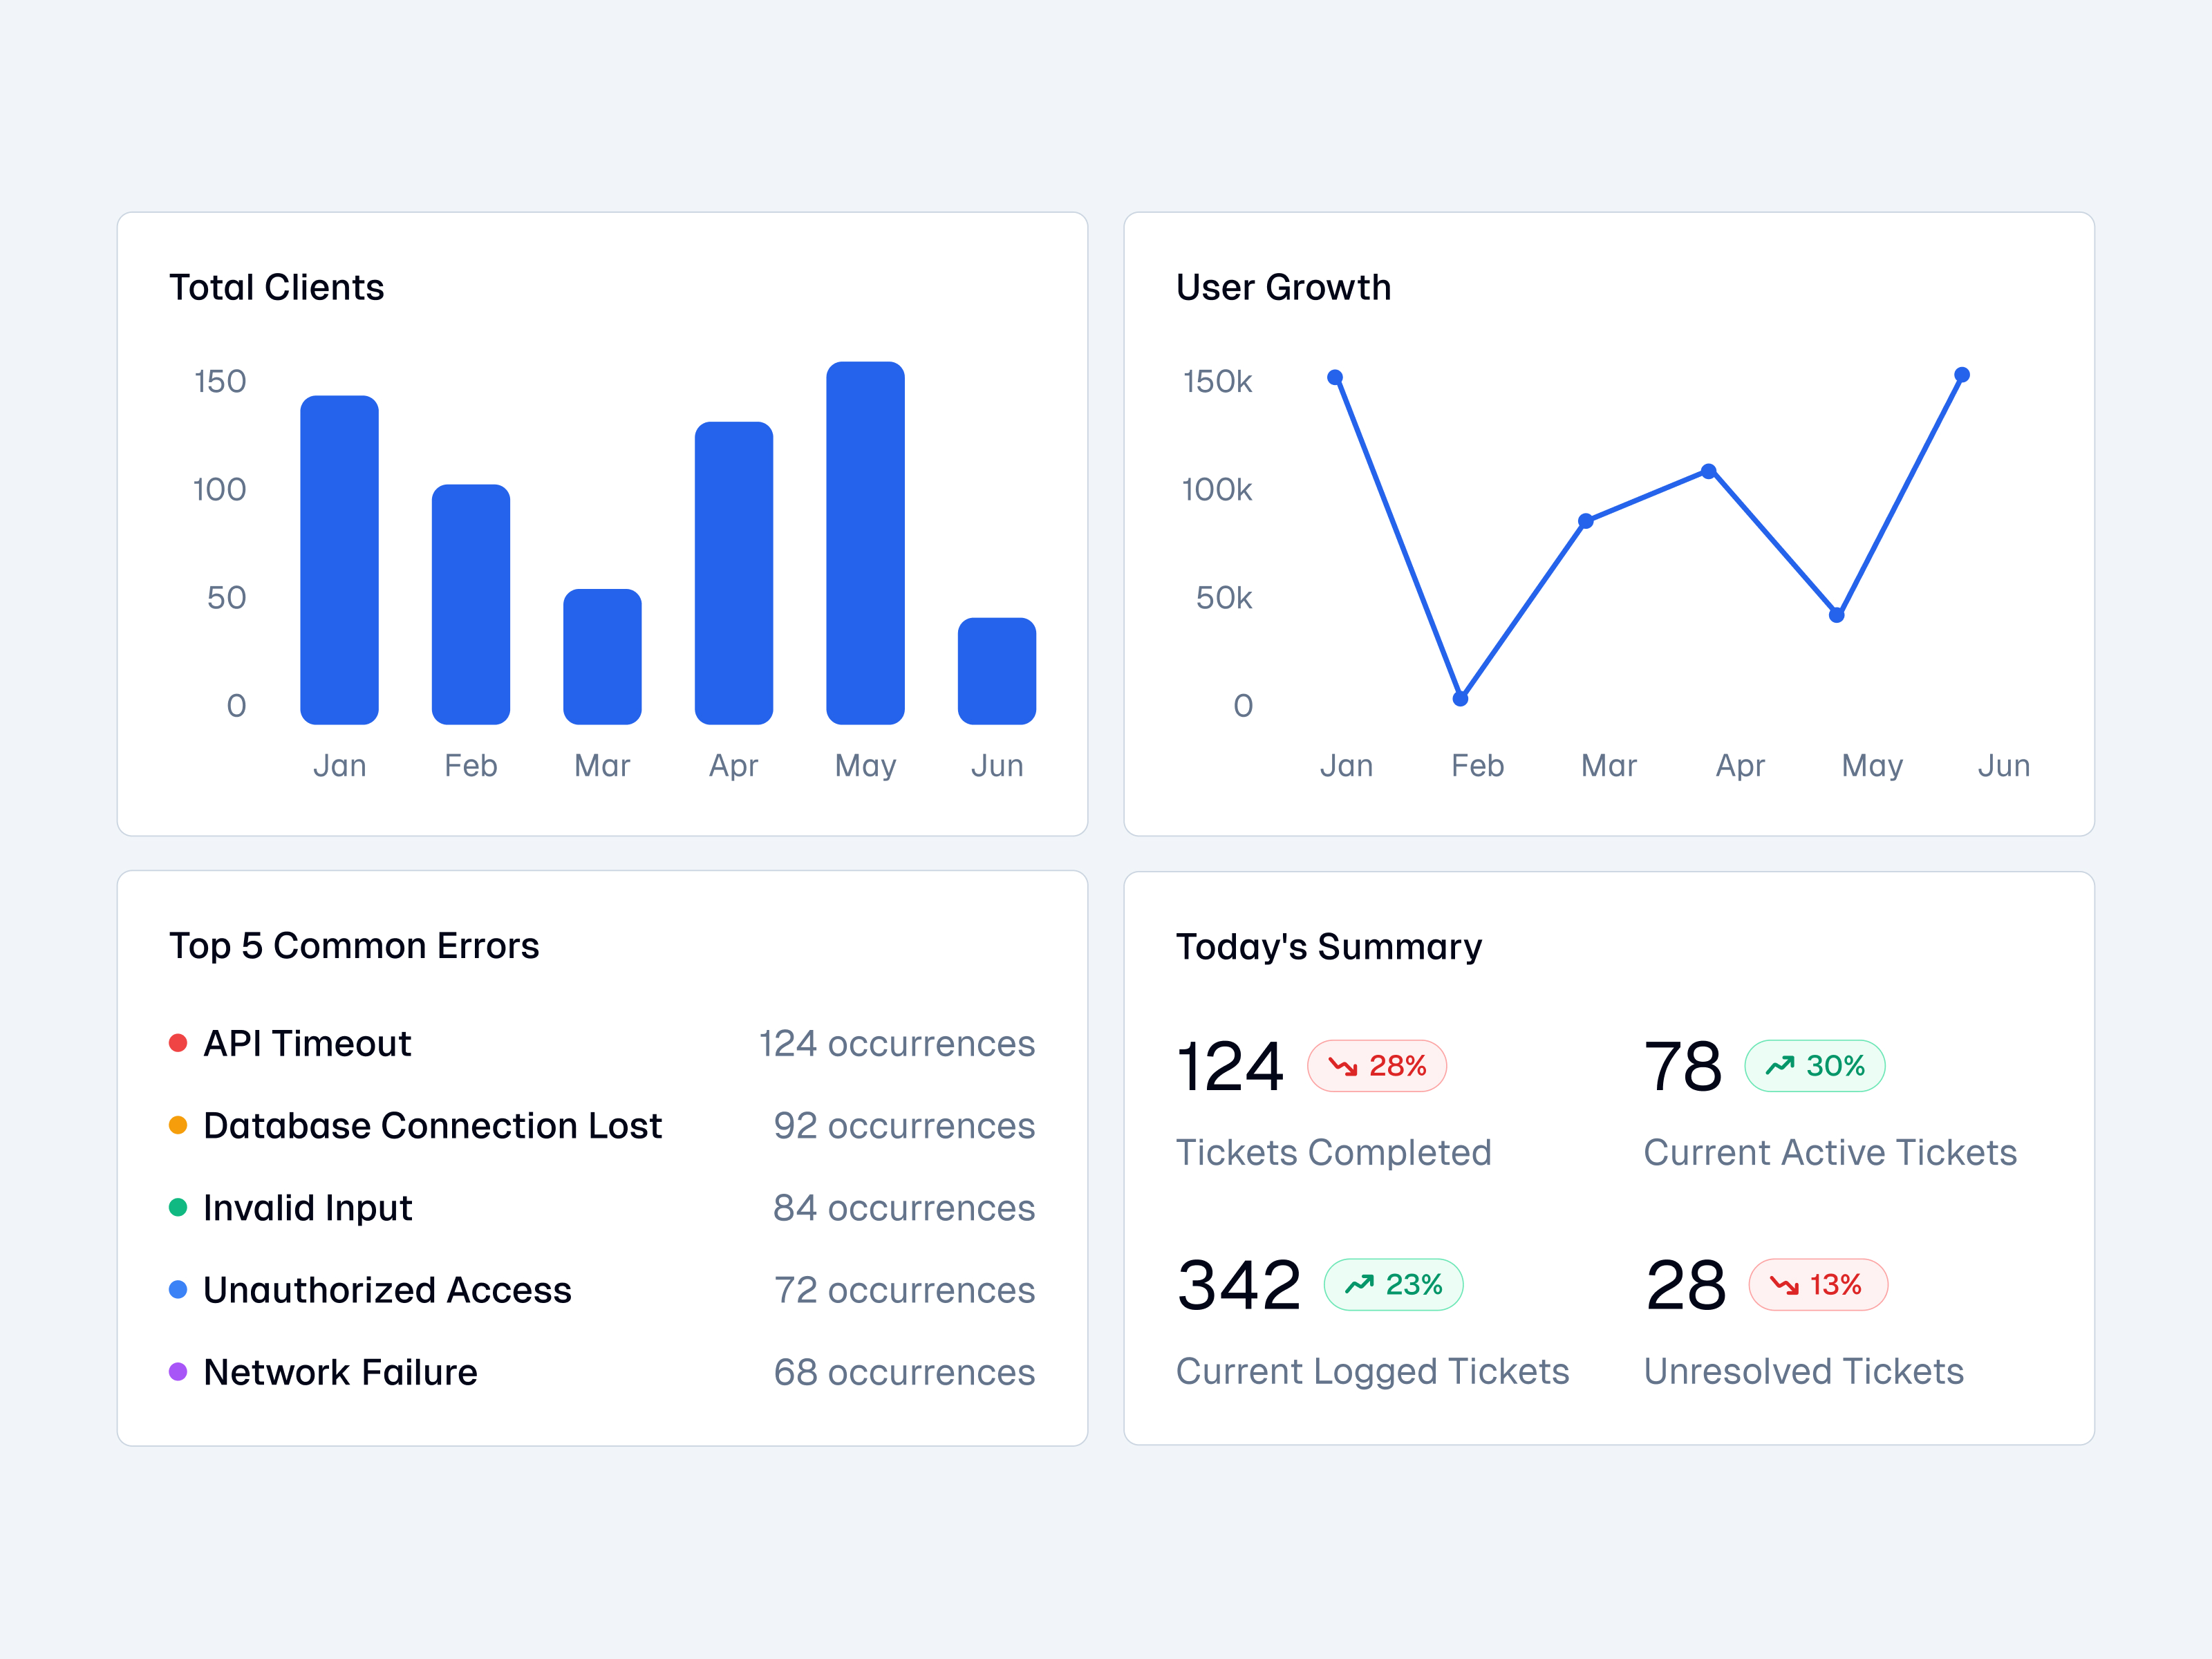 Total Clients
150
100
50
0
Jan Feb Mar Apr May Jun
User Growth
150k
100k
50k
0
Jan Feb Mar Apr May Jun
Top 5 Common Errors
API Timeout 124 occurrences
Database Connection Lost 92 occurrences
Invalid Input 84 occurrences
Unauthorized Access 72 occurrences
Network Failure 68 occurrences
Today's Summary
124 28% 78 30%
Tickets Completed Current Active Tickets
342 23% 28 13%
Current Logged Tickets Unresolved Tickets